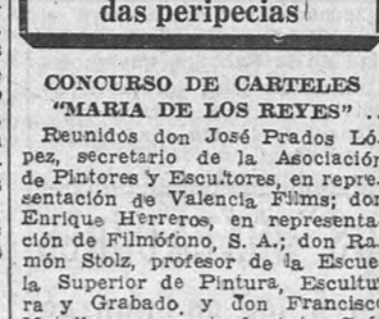 das peripecias
CONCURSO DE CARTELES
"MARIA DE LOS REYES"
Reunidos don José Prados Ló-
pez, secretario de la Asociación
de Pintores y Escultores, en repre
sentación de Valencia Films; don
Enrique Herreros, en representa-
ción de Filmófono, S. A.; don Ra-
món Stolz, profesor de la Escue
la Superior de Pintura, Escultu
ra y Grabado, y don Francisco